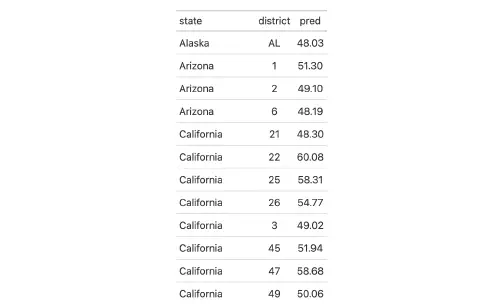 state district pred
Alaska AL 48.03
Arizona 1 51.30
Arizona 2 49.10
Arizona 6 48.19
California 21 48.30
California 22 60.08
California 25 58.31
California 26 54.77
California 3 49.02
California 45 51.94
California 47 58.68
California 49 50.06